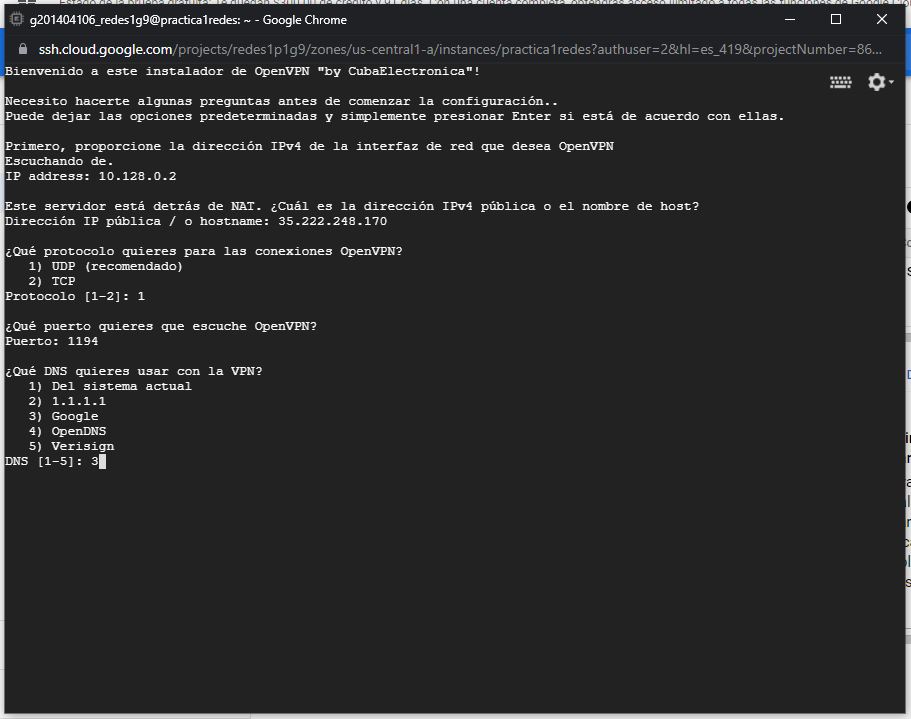 g201404106_redes1g9@practica1redes: ~ - Google Chrome
ssh.cloud.google.com/projects/redes1p1g9/zones/us-central1-a/instances/practica1redes?authuser=2&hl=es_419&projectNumber=86...
Bienvenido a este instalador de OpenVPN "by CubaElectronica"!
Necesito hacerte algunas preguntas antes de comenzar la configuración..
Puede dejar las opciones predeterminadas y simplemente presionar Enter si está de acuerdo con ellas.
Primero, proporcione la dirección IPv4 de la interfaz de red que desea OpenVPN
Escuchando de.
IP address: 10.128.0.2
Este servidor está detrás de NAT. ¿Cuál es la dirección IPv4 pública o el nombre de host?
Dirección IP pública / o hostname: 35.222.248.170
¿Qué protocolo quieres para las conexiones OpenVPN?
1) UDP (recomendado)
2) TCP
Protocolo [1-2]: 1
¿Qué puerto quieres que escuche OpenVPN?
Puerto: 1194
¿Qué DNS quieres usar con la VPN?
1) Del sistema actual
2) 1.1.1.1
3) Google
4) OpenDNS
5) Verisign
DNS [1-5]: 3